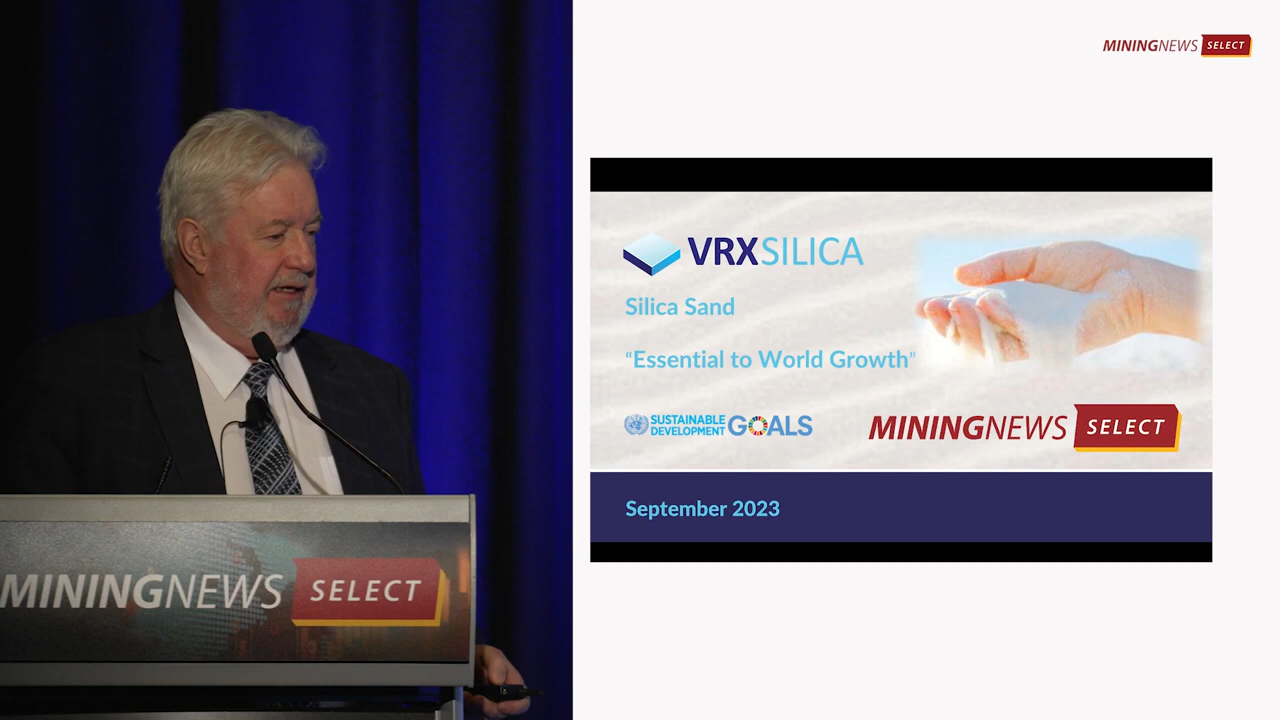 MININGNEWS SELECT
VRXSILICA
Silica Sand
“Essential to World Growth”
SUSTAINABLE
DEVELOPMENT
GOALS
MININGNEWS SELECT
September 2023
MININGNEWS SELECT